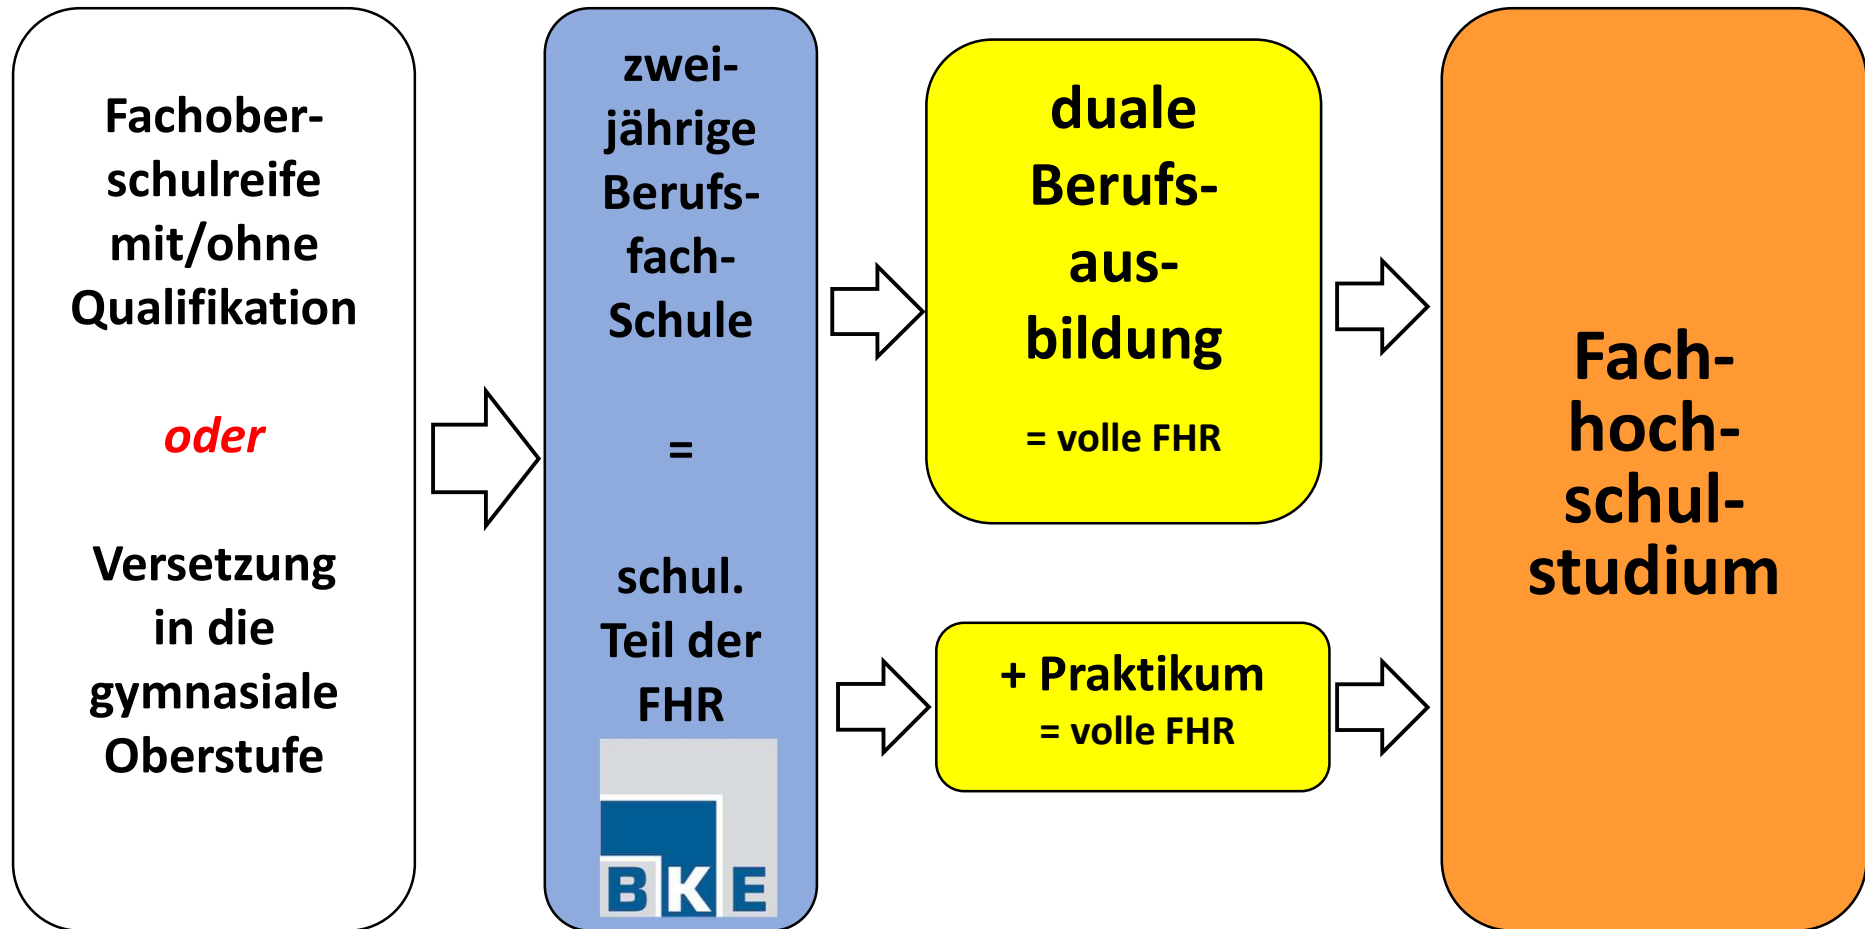 Fachober-
schulreife
mit/ohne
Qualifikation
oder
Versetzung
in die
gymnasiale
Oberstufe
zwei-
jährige
Berufs-
fach-
Schule
=
schul.
Teil der
FHR
BKE
duale
Berufs-
aus-
bildung
= volle FHR
+ Praktikum
= volle FHR
Fach-
hoch-
schul-
studium